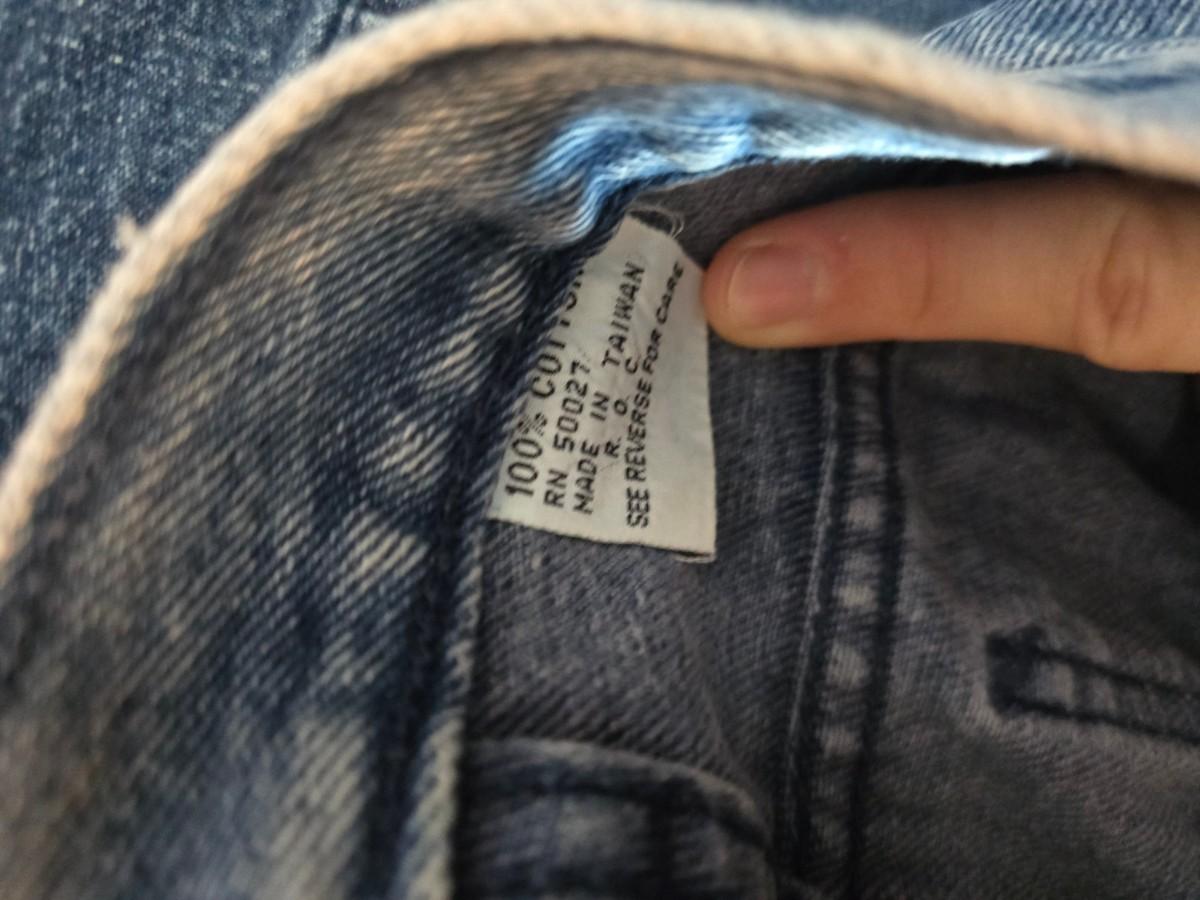 100% COTTON
RN 50027
MADE IN TAIWAN
R. O. C
SEE REVERSE FOR CARE